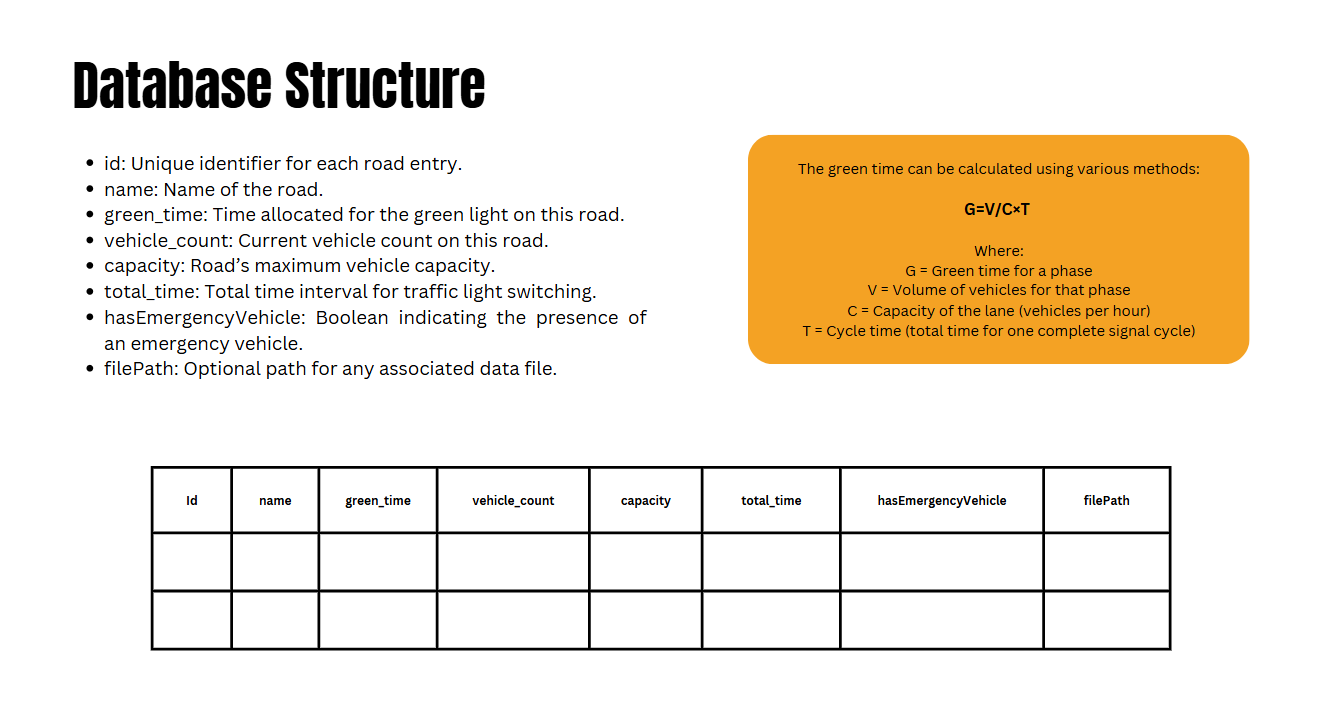 Database Structure
• id: Unique identifier for each road entry.
• name: Name of the road.
• green_time: Time allocated for the green light on this road.
• vehicle_count: Current vehicle count on this road.
• capacity: Road’s maximum vehicle capacity.
• total_time: Total time interval for traffic light switching.
• hasEmergencyVehicle: Boolean indicating the presence of
an emergency vehicle.
• filePath: Optional path for any associated data file.
The green time can be calculated using various methods:
G=V/C×T
Where:
G = Green time for a phase
V = Volume of vehicles for that phase
C = Capacity of the lane (vehicles per hour)
T = Cycle time (total time for one complete signal cycle)
Id name green_time vehicle_count capacity total_time hasEmergencyVehicle filePath